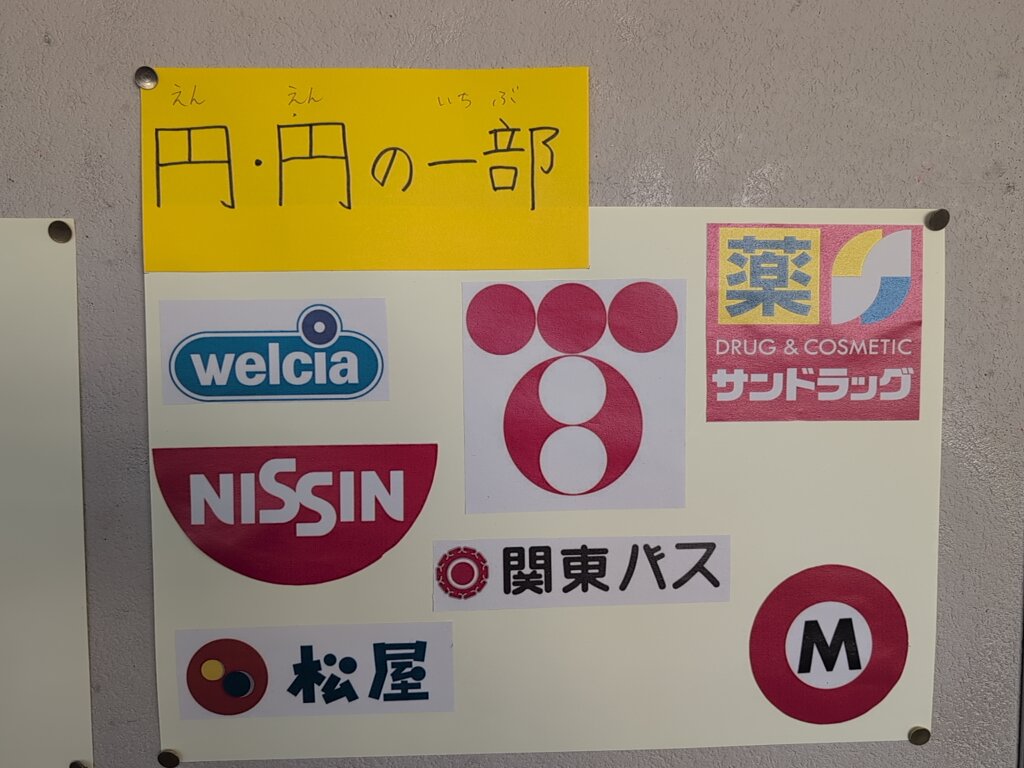 えん えん いちぶ
円・円の一部
welcia
薬
DRUG & COSMETIC
サンドラッグ
NISSIN
関東バス
松屋
M